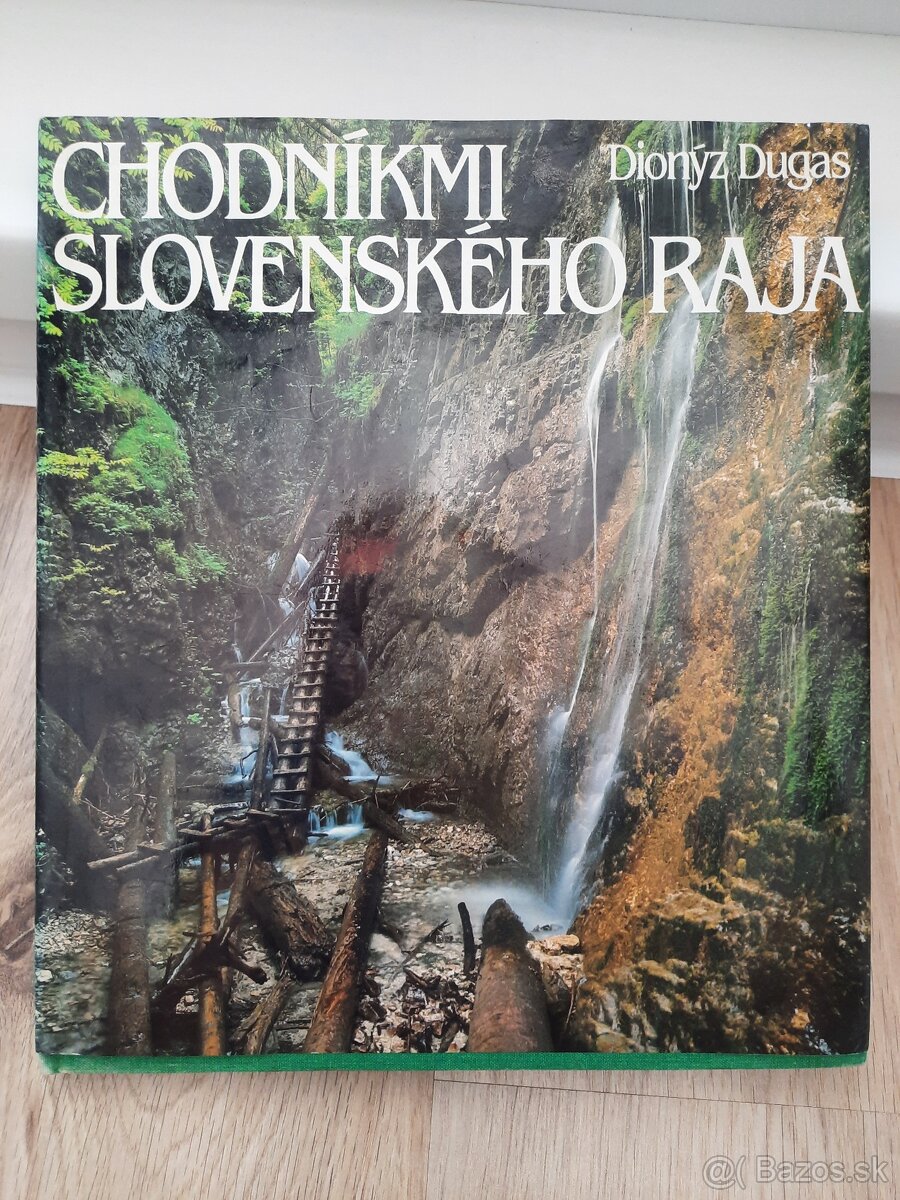 CHODNÍKMI
Dionýz Dugas
SLOVENSKÉHO RAJA
@( Bazos.sk